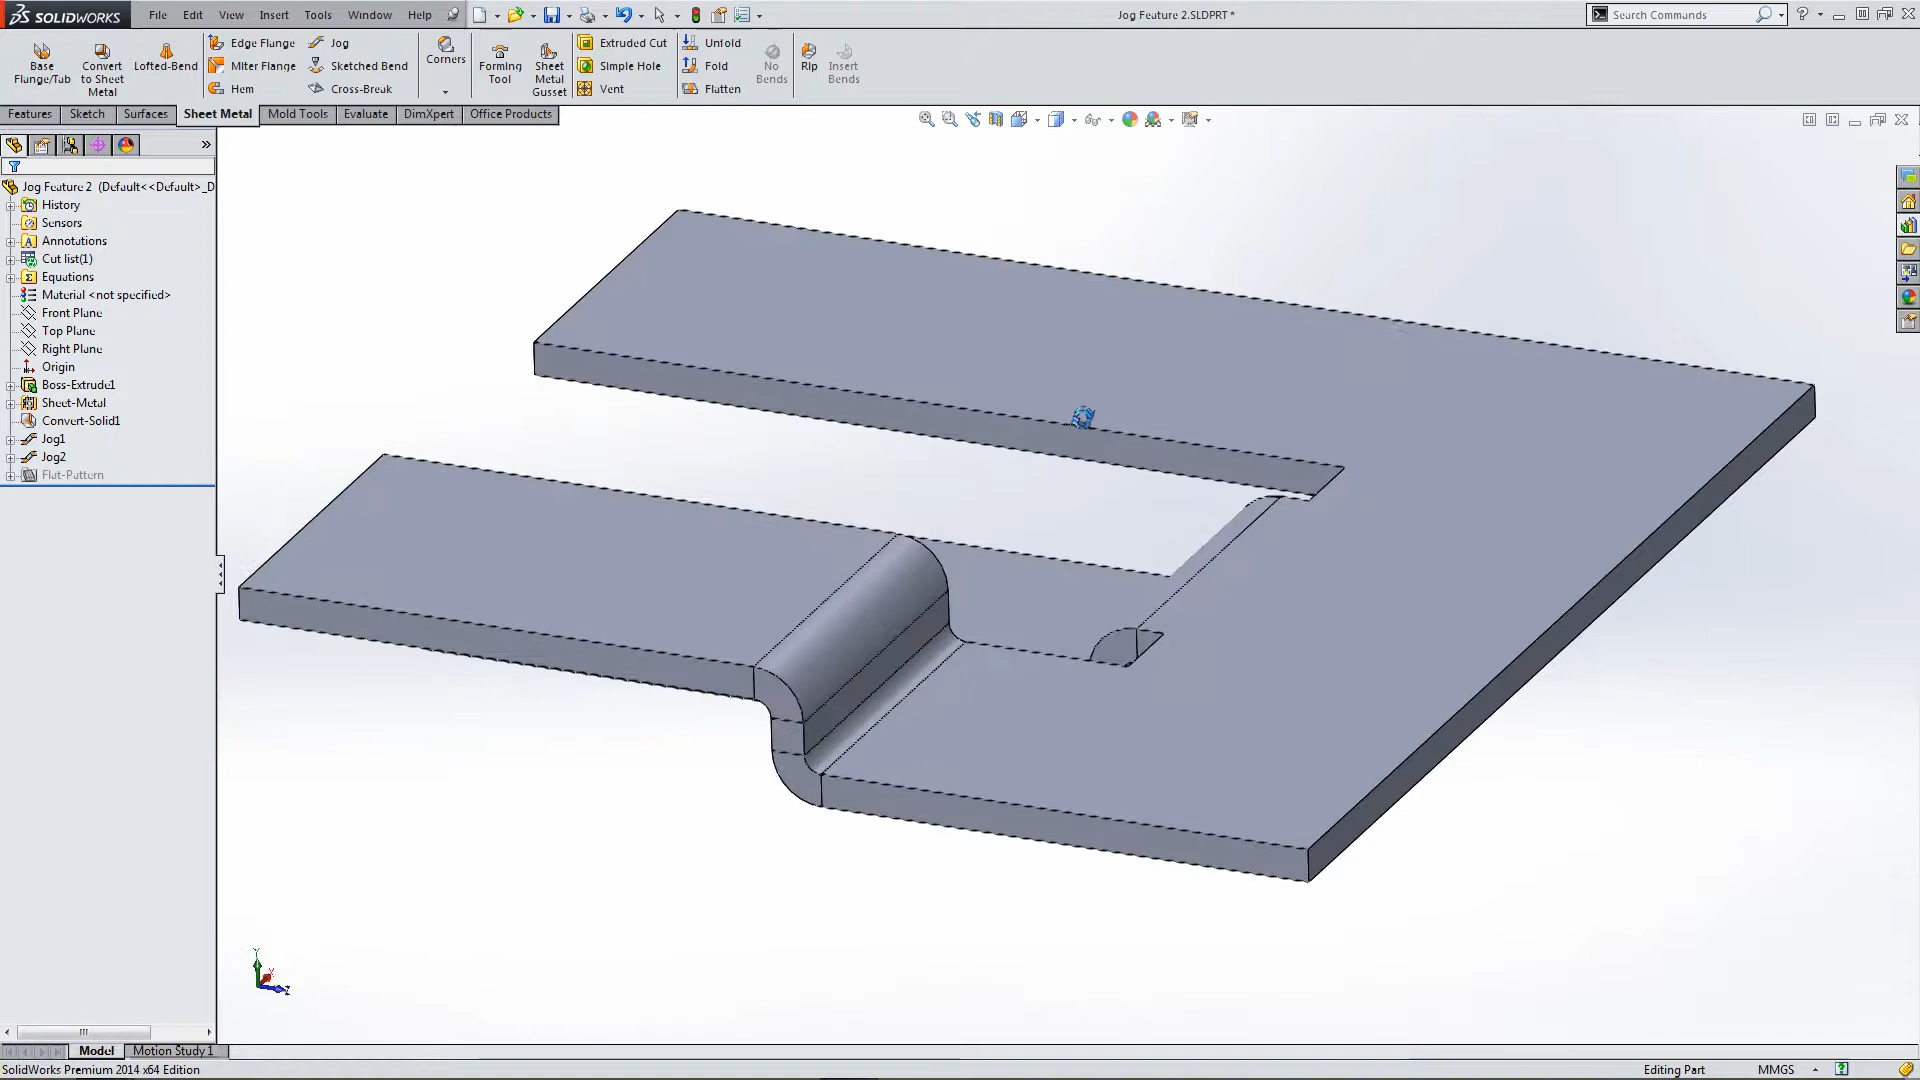 SOLIDWORKS
File Edit View Insert Tools Window Help
Jog Feature 2.SLDPRT *
Search Commands
Base Flange/Tub
Convert to Sheet Metal
Lofted-Bend
Edge Flange
Miter Flange
Hem
Jog
Sketched Bend
Cross-Break
Corners
Forming Tool
Sheet Metal Gusset
Extruded Cut
Simple Hole
Vent
Unfold
Fold
Flatten
No Bends
Rip
Insert Bends
Features Sketch Surfaces Sheet Metal Mold Tools Evaluate DimXpert Office Products
Jog Feature 2 (Default<<Default>_D
History
Sensors
Annotations
Cut list(1)
Equations
Material <not specified>
Front Plane
Top Plane
Right Plane
Origin
Boss-Extrude1
Sheet-Metal
Convert-Solid1
Jog1
Jog2
Flat-Pattern
Y
X
Z
Model Motion Study 1
SolidWorks Premium 2014 x64 Edition
Editing Part
MMGS